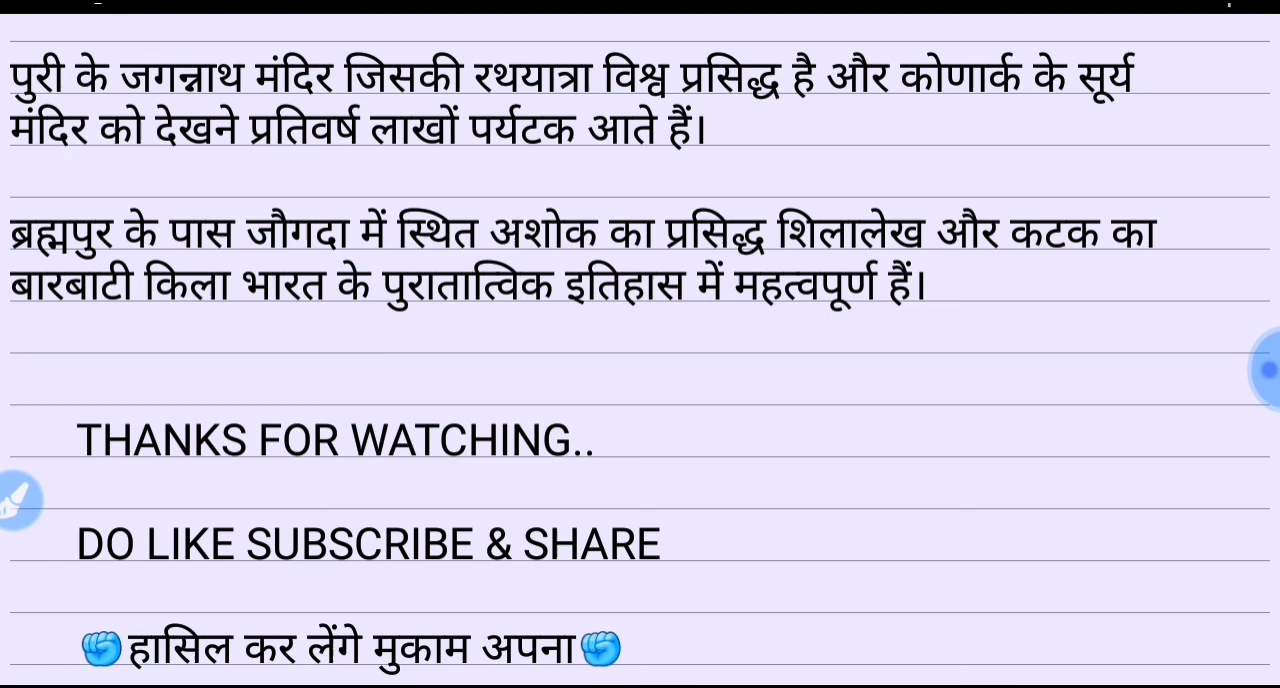 पुरी के जगन्नाथ मंदिर जिसकी रथयात्रा विश्व प्रसिद्ध है और कोणार्क के सूर्य
मंदिर को देखने प्रतिवर्ष लाखों पर्यटक आते हैं।
ब्रह्मपुर के पास जौगदा में स्थित अशोक का प्रसिद्ध शिलालेख और कटक का
बारबाटी किला भारत के पुरातात्विक इतिहास में महत्वपूर्ण हैं।
THANKS FOR WATCHING..
DO LIKE SUBSCRIBE & SHARE
✊हासिल कर लेंगे मुकाम अपना✊